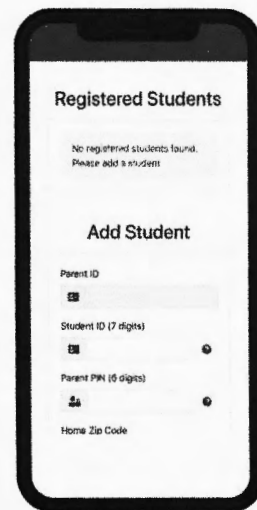 Registered Students
No registered students found.
Please add a student
Add Student
Parent ID
Student ID (7 digits)
Parent PIN (6 digits)
Home Zip Code